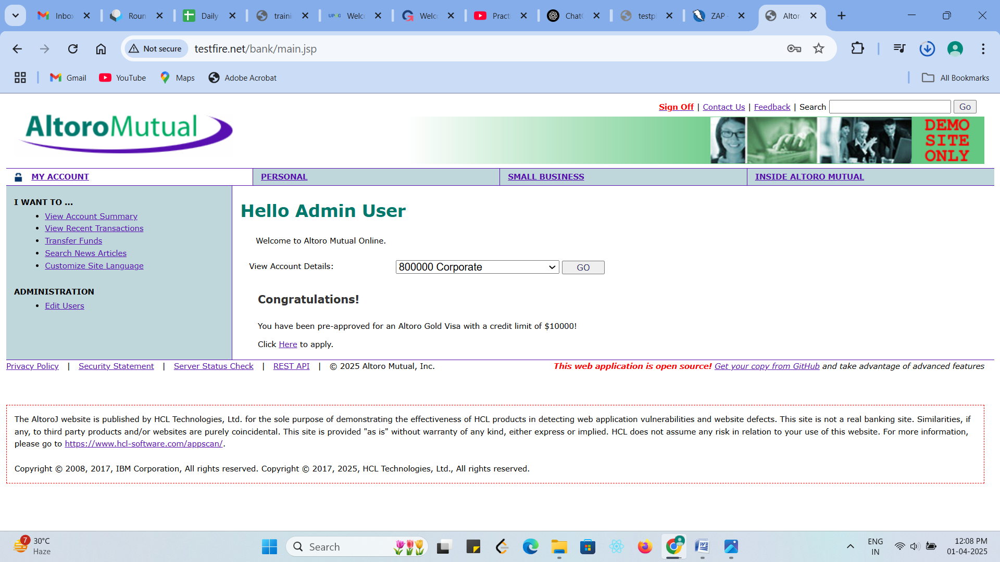 Inbox
Roun
Daily
traini
UPSG Welc
Welc
Pract
Chat
testp
ZAP -
Altor
Not secure
testfire.net/bank/main.jsp
Gmail
YouTube
Maps
Adobe Acrobat
All Bookmarks
Sign Off | Contact Us | Feedback | Search
Go
AltoroMutual
DEMO
SITE
ONLY
MY ACCOUNT
PERSONAL
SMALL BUSINESS
INSIDE ALTORO MUTUAL
I WANT TO ...
• View Account Summary
• View Recent Transactions
• Transfer Funds
• Search News Articles
• Customize Site Language
ADMINISTRATION
• Edit Users
Hello Admin User
Welcome to Altoro Mutual Online.
View Account Details:
800000 Corporate
GO
Congratulations!
You have been pre-approved for an Altoro Gold Visa with a credit limit of $10000!
Click Here to apply.
Privacy Policy | Security Statement | Server Status Check | REST API | © 2025 Altoro Mutual, Inc.
This web application is open source! Get your copy from GitHub and take advantage of advanced features
The AltoroJ website is published by HCL Technologies, Ltd. for the sole purpose of demonstrating the effectiveness of HCL products in detecting web application vulnerabilities and website defects. This site is not a real banking site. Similarities, if
any, to third party products and/or websites are purely coincidental. This site is provided "as is" without warranty of any kind, either express or implied. HCL does not assume any risk in relation to your use of this website. For more information,
please go to https://www.hcl-software.com/appscan/.
Copyright © 2008, 2017, IBM Corporation, All rights reserved. Copyright © 2017, 2025, HCL Technologies, Ltd., All rights reserved.
7
30°C
Haze
Search
ENG
IN
12:08 PM
01-04-2025